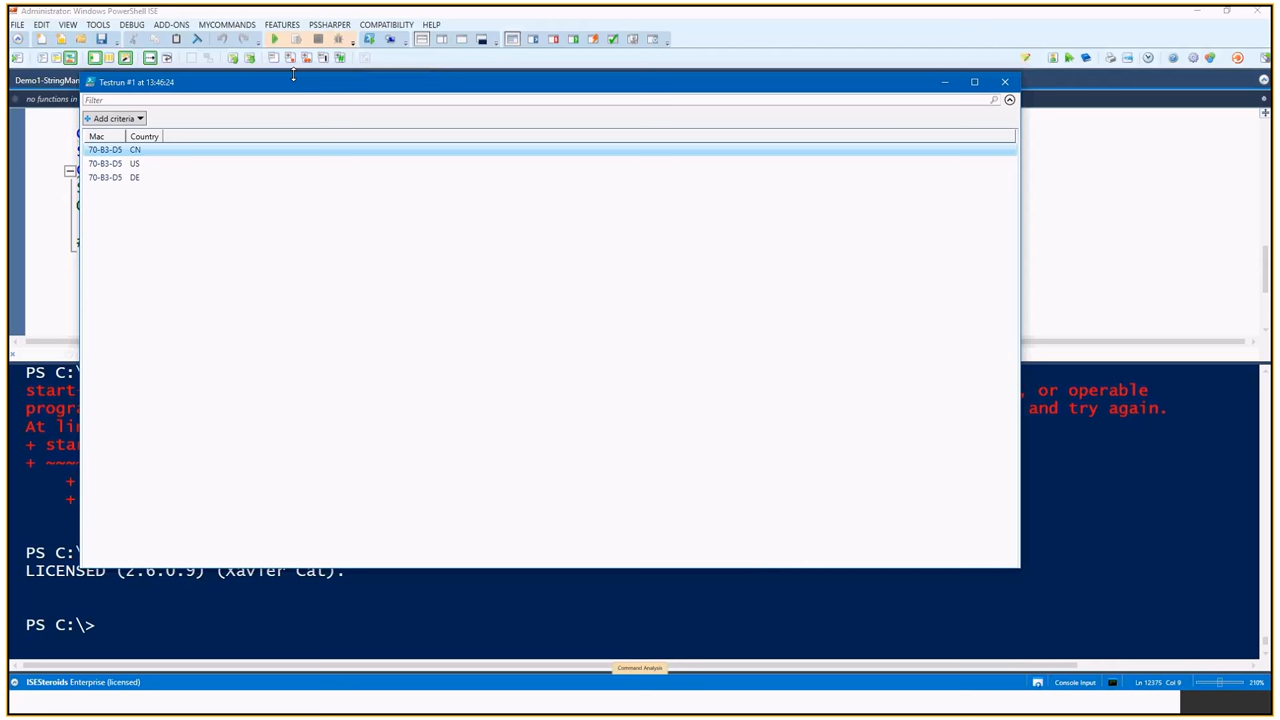 Administrator: Windows PowerShell ISE
FILE EDIT VIEW TOOLS DEBUG ADD-ONS MYCOMMANDS FEATURES PSSHARPER COMPATIBILITY HELP
Demo1-StringMan
Testrun #1 at 13:46:24
no functions in
Filter
Add criteria
Mac Country
70-B3-D5 CN
70-B3-D5 US
70-B3-D5 DE
PS C:\
start , or operable
progra and try again.
At li
+ sta
+ ~~~
+
+
PS C:\
LICENSED (2.6.0.9) (Xavier Cat).
PS C:\>
Command Analysis
ISESteroids Enterprise (licensed) Console Input Ln 12375 Col 9 210%